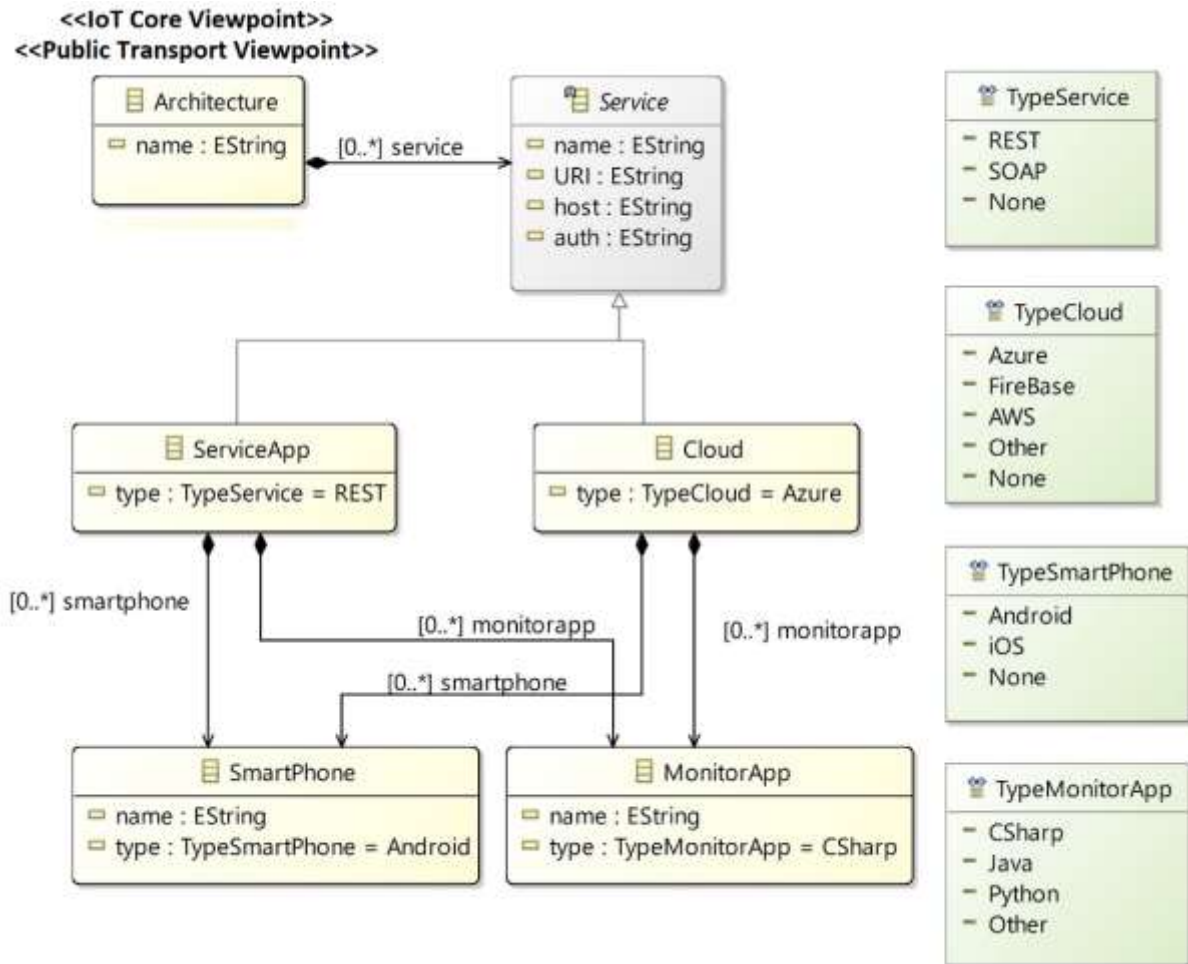 <<IoT Core Viewpoint>>
<<Public Transport Viewpoint>>
Architecture
name : EString
[0..*] service
Service
name : EString
URI : EString
host : EString
auth : EString
TypeService
REST
SOAP
None
TypeCloud
Azure
FireBase
AWS
Other
None
ServiceApp
type : TypeService = REST
Cloud
type : TypeCloud = Azure
[0..*] smartphone
[0..*] monitorapp
[0..*] monitorapp
[0..*] smartphone
TypeSmartPhone
Android
iOS
None
SmartPhone
name : EString
type : TypeSmartPhone = Android
MonitorApp
name : EString
type : TypeMonitorApp = CSharp
TypeMonitorApp
CSharp
Java
Python
Other